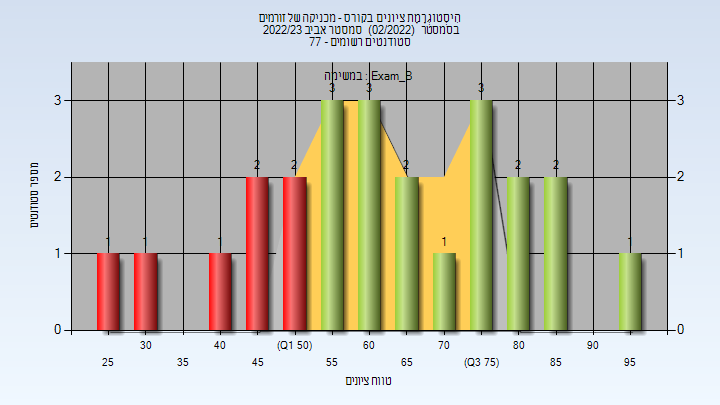 הִיסְטוֹגְרָמַת ציונים בקורס - מכניקה של זורמים
בסמסטר (02/2022) סמסטר אביב 2022/23
סטודנטים רשומים - 77
במשימה : Exam_B
מספר סטודנטים
3 3
2 2
1 1
0 0
1 1 1 2 2 3 3 2 1 3 2 2 1
30 40 (Q1 50) 60 70 80 90
25 35 45 55 65 (Q3 75) 85 95
טווח ציונים